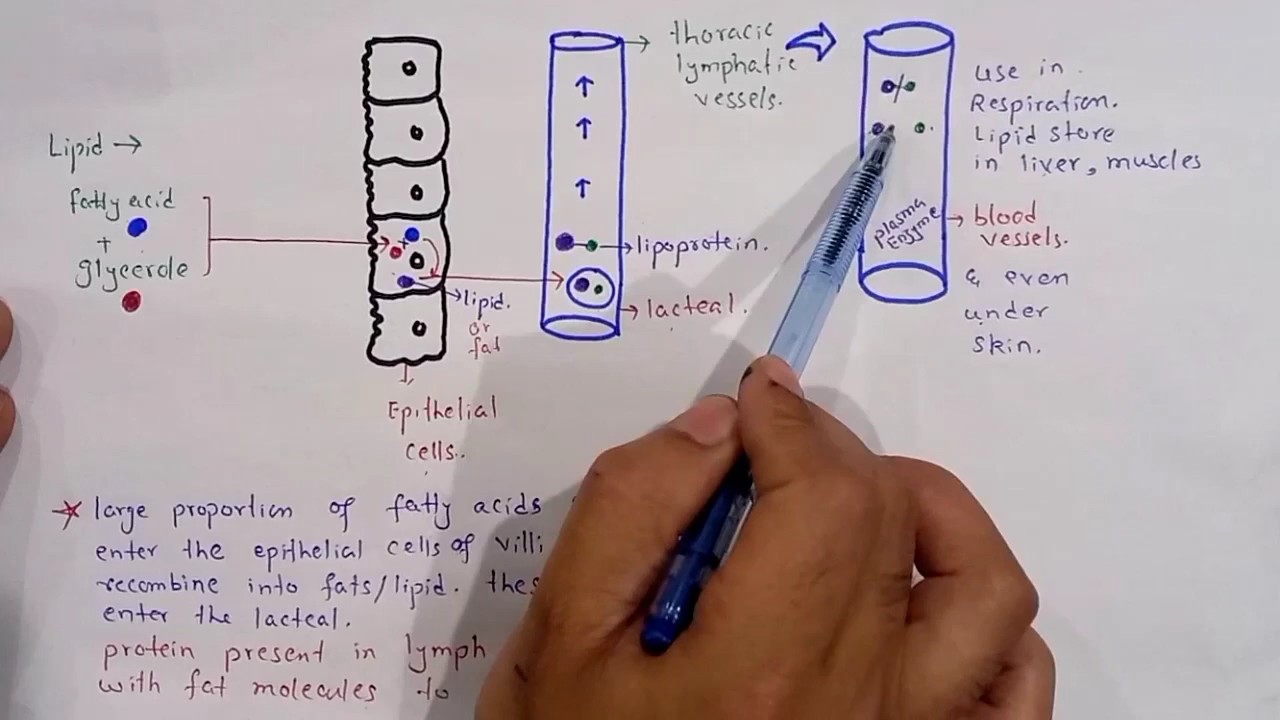 Lipid →
fatty acid
+
glycerole
lipid.
or
fat
Epithelial
cells.
thoracic
lymphatic
vessels.
lipoprotein.
lacteal.
plasma
Enzyme
blood
vessels.
use in
Respiration.
Lipid store
in liver, muscles
& even
under
skin.
large proportion of fatty acids
enter the epithelial cells of villi
recombine into fats/lipid.
enter the lacteal.
protein present in lymph
with fat molecules to